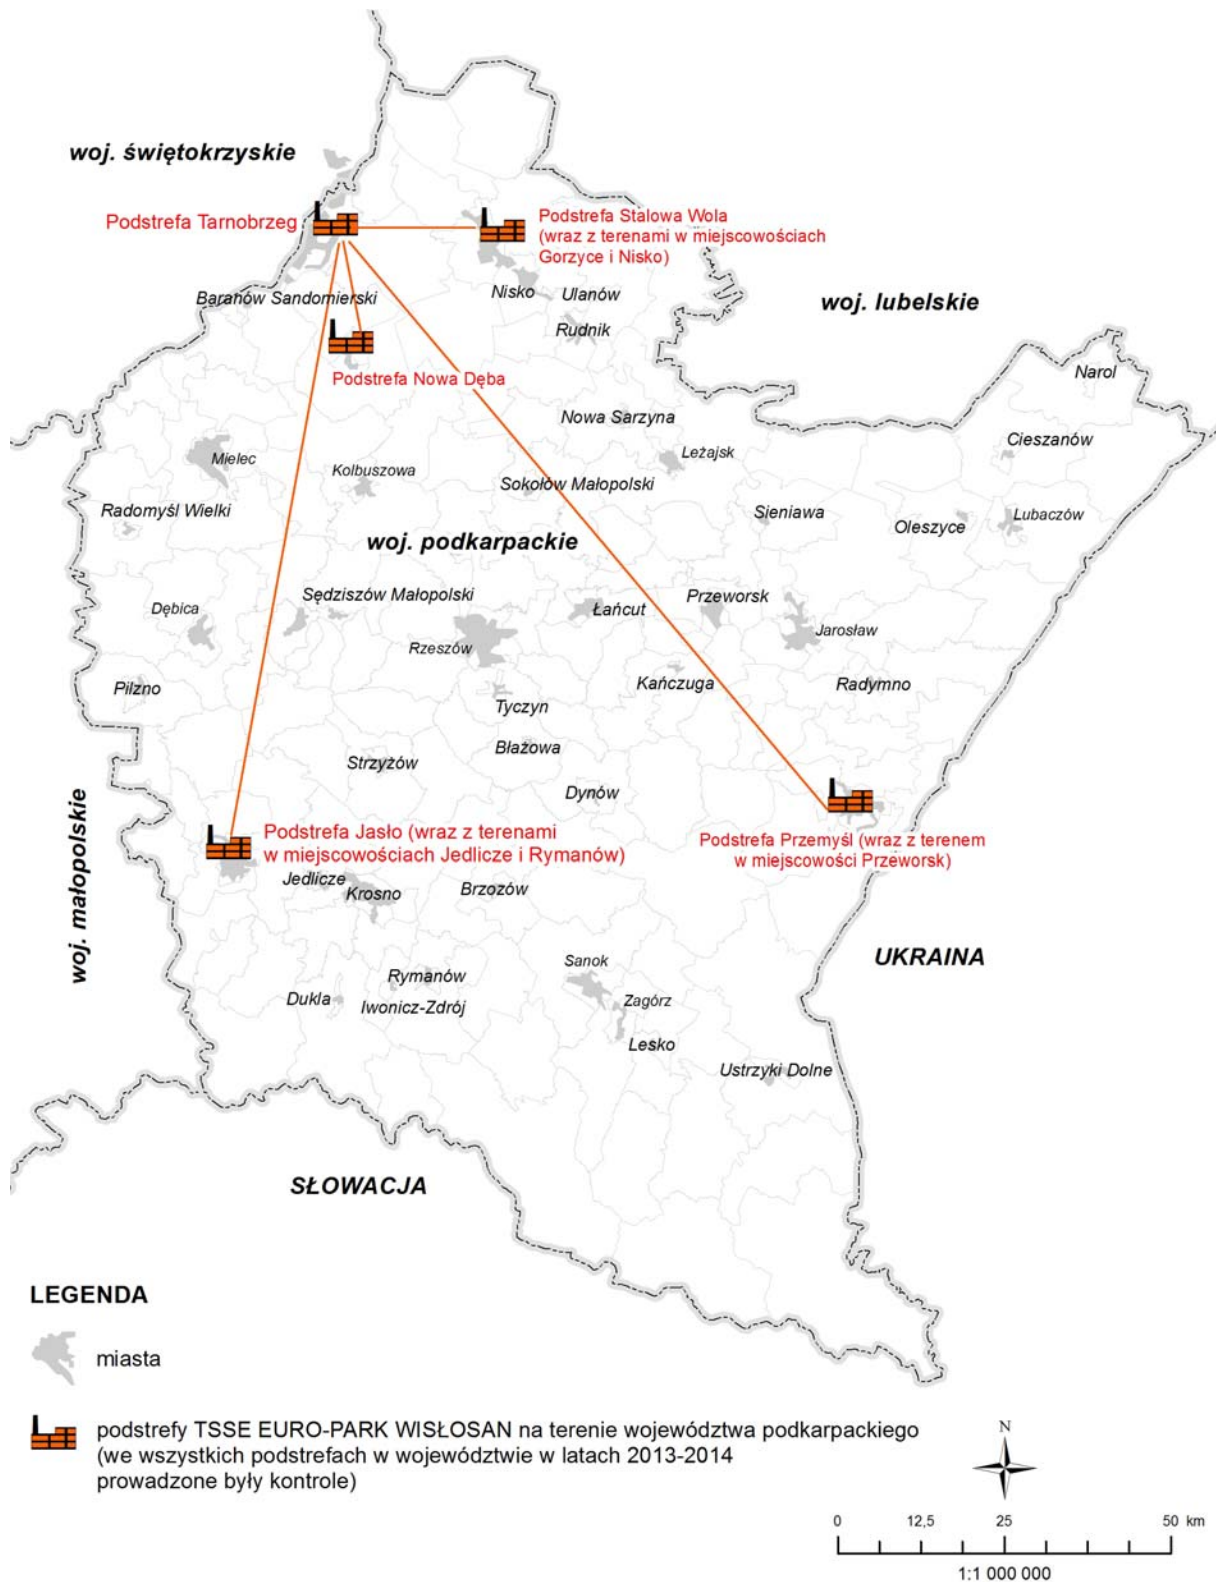 woj. świętokrzyskie
Podstrefa Tarnobrzeg
Podstrefa Stalowa Wola
(wraz z terenami w miejscowościach
Gorzyce i Nisko)
Baranów Sandomierski
Nisko
Ulanów
Rudnik
woj. lubelskie
Podstrefa Nowa Dęba
Narol
Nowa Sarzyna
Cieszanów
Mielec
Kolbuszowa
Leżajsk
Sokołów Małopolski
Radomyśl Wielki
Sieniawa
Oleszyce
Lubaczów
woj. podkarpackie
Sędziszów Małopolski
Dębica
Łańcut
Przeworsk
Jarosław
Rzeszów
Pilzno
Kańczuga
Radymno
Tyczyn
Błażowa
Strzyżów
Dynów
woj. małopolskie
Podstrefa Jasło (wraz z terenami
w miejscowościach Jedlicze i Rymanów)
Podstrefa Przemyśl (wraz z terenem
w miejscowości Przeworsk)
Jedlicze
Krosno
Brzozów
UKRAINA
Sanok
Rymanów
Dukla
Iwonicz-Zdrój
Zagórz
Lesko
Ustrzyki Dolne
SŁOWACJA
LEGENDA
miasta
podstrefy TSSE EURO-PARK WISŁOSAN na terenie województwa podkarpackiego
(we wszystkich podstrefach w województwie w latach 2013-2014
prowadzone były kontrole)
N
0 12,5 25 50 km
1:1 000 000